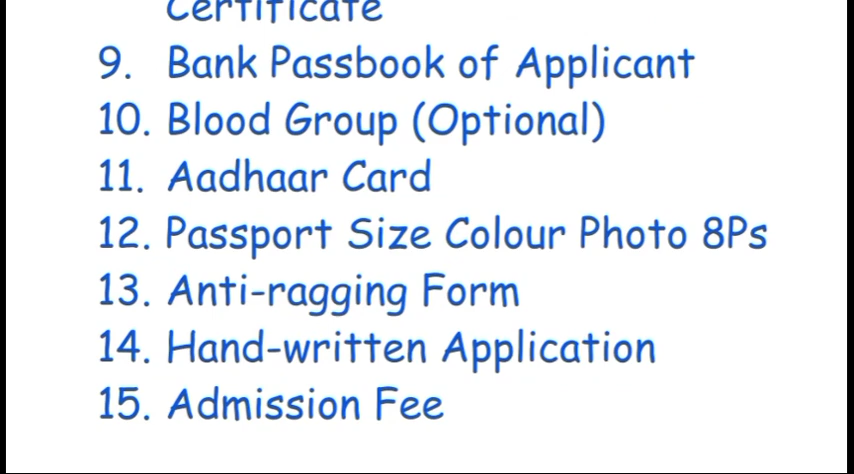 Certificate
9. Bank Passbook of Applicant
10. Blood Group (Optional)
11. Aadhaar Card
12. Passport Size Colour Photo 8Ps
13. Anti-ragging Form
14. Hand-written Application
15. Admission Fee